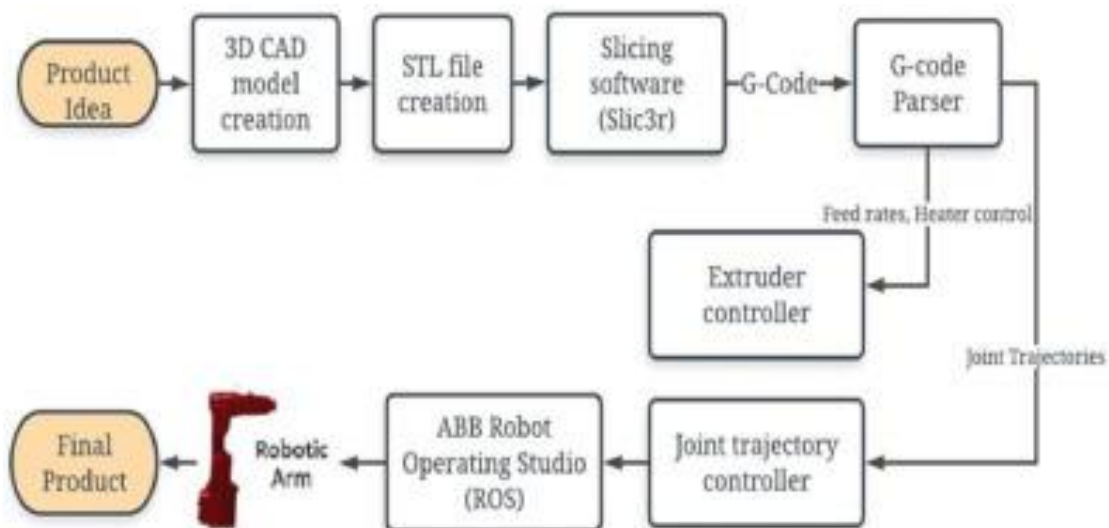 Product
Idea
3D CAD
model
creation
STL file
creation
Slicing
software
(Slic3r)
G-Code
G-code
Parser
Feed rates, Heater control
Extruder
controller
Joint Trajectories
Final
Product
Robotic
Arm
ABB Robot
Operating Studio
(ROS)
Joint trajectory
controller